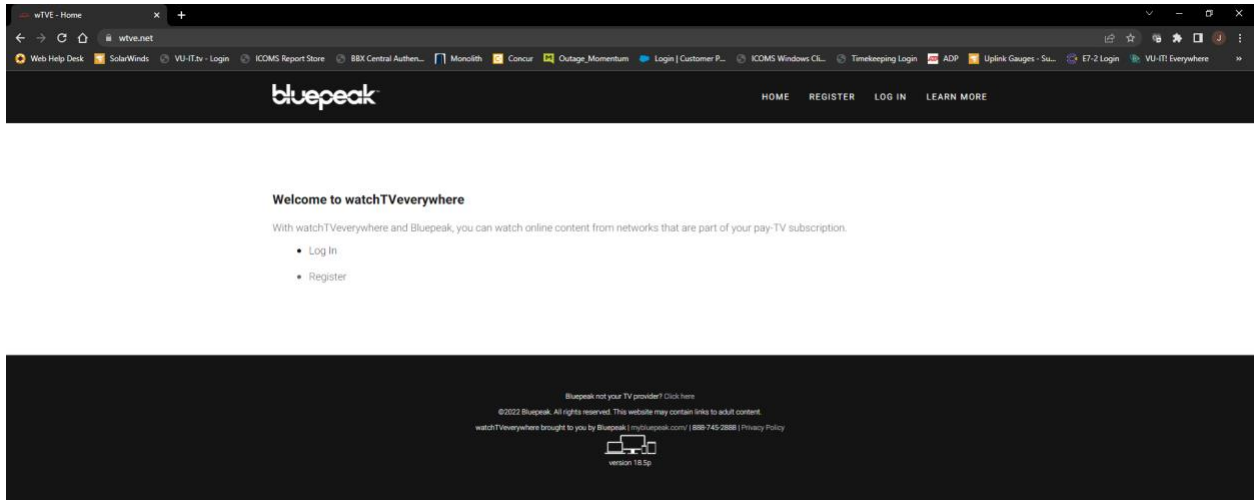 wTVE - Home
wtve.net
Web Help Desk SolarWinds VU-IT.tv - Login ICOMS Report Store BBX Central Authen... Monolith Concur Outage_Momentum Login | Customer P... ICOMS Windows Cli... Timekeeping Login ADP Uplink Gauges - Su... E7-2 Login VU-IT! Everywhere »
bluepeak
HOME REGISTER LOG IN LEARN MORE
Welcome to watchTVeverywhere
With watchTVeverywhere and Bluepeak, you can watch online content from networks that are part of your pay-TV subscription.
• Log In
• Register
Bluepeak not your TV provider? Click here
©2022 Bluepeak. All rights reserved. This website may contain links to adult content.
watchTVeverywhere brought to you by Bluepeak | mybluepeak.com/ | 888-745-2888 | Privacy Policy
version 18.5p